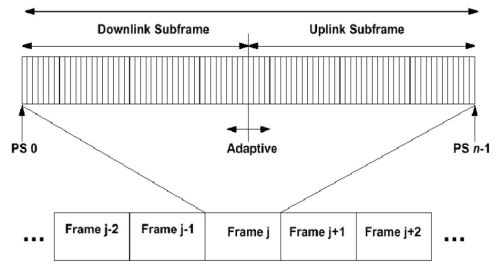 Downlink Subframe Uplink Subframe
PS 0 Adaptive PS n-1
... Frame j-2 Frame j-1 Frame j Frame j+1 Frame j+2 ...